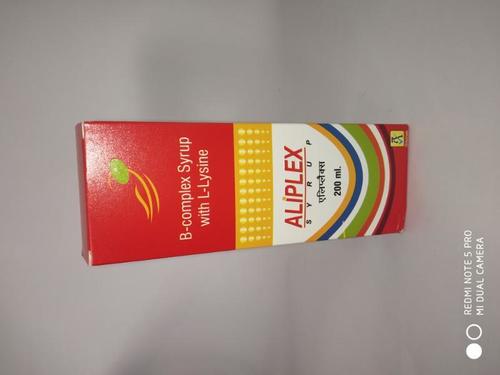 B-complex Syrup
with L-Lysine
ALiPLEX
SYRUP
एलिप्लैक्स
200 ml.
REDMI NOTE 5 PRO
MI DUAL CAMERA